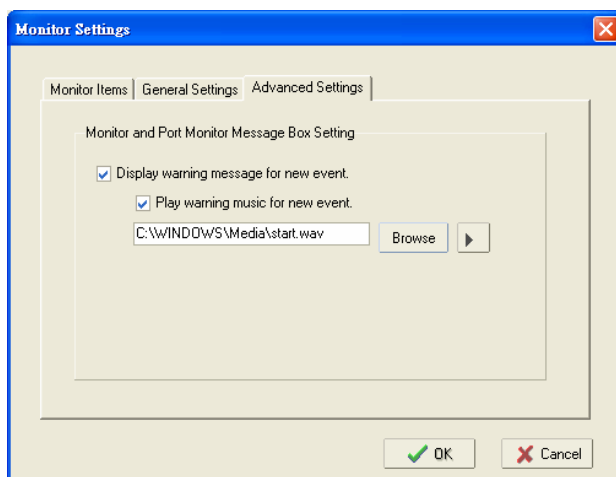 Monitor Settings
Monitor Items General Settings Advanced Settings
Monitor and Port Monitor Message Box Setting
Display warning message for new event.
Play warning music for new event.
C:\WINDOWS\Media\start.wav Browse
OK Cancel